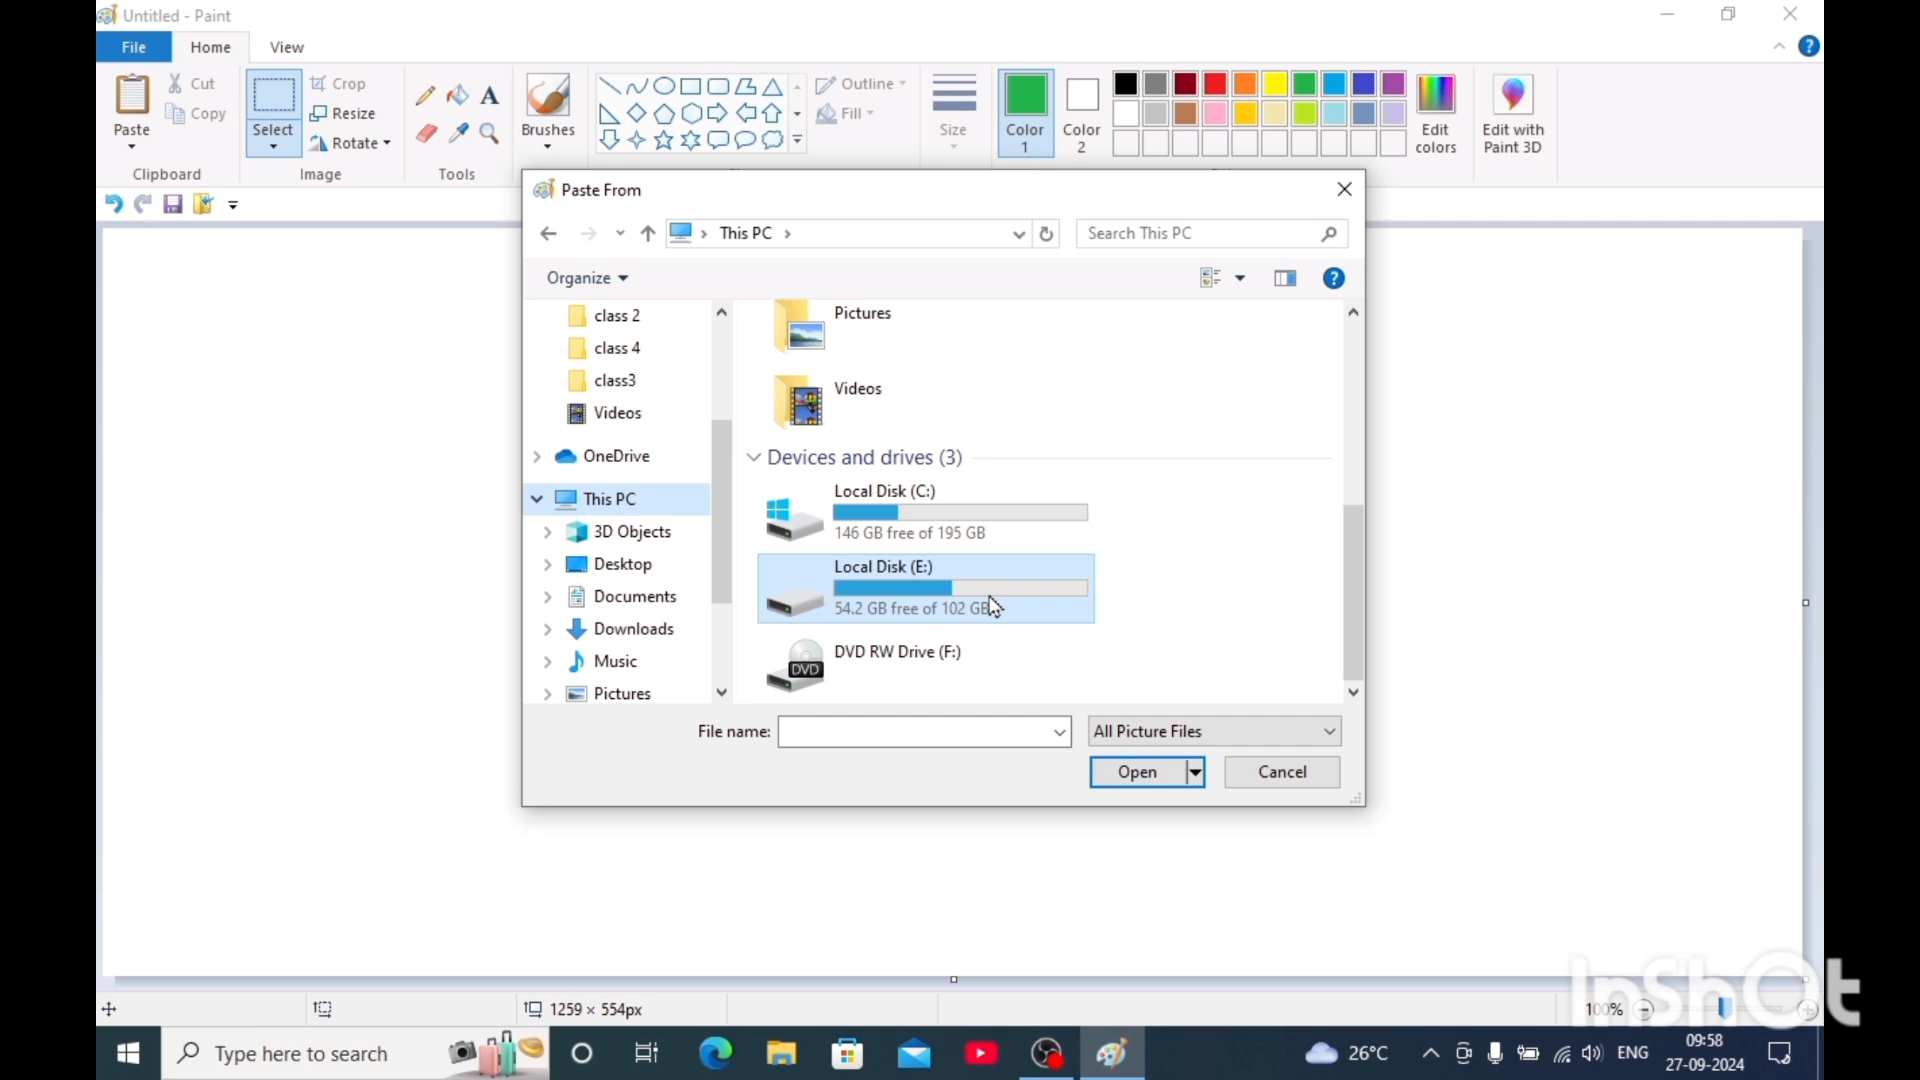 Untitled - Paint
File Home View
Paste
Cut
Copy
Clipboard
Select
Crop
Resize
Rotate
Image
A
Tools
Brushes
Outline
Fill
Size
Color 1
Color 2
Edit colors
Edit with Paint 3D
Paste From
This PC
Search This PC
Organize
class 2
class 4
class3
Videos
OneDrive
This PC
3D Objects
Desktop
Documents
Downloads
Music
Pictures
Pictures
Videos
Devices and drives (3)
Local Disk (C:)
146 GB free of 195 GB
Local Disk (E:)
54.2 GB free of 102 GB
DVD
DVD RW Drive (F:)
File name:
All Picture Files
Open
Cancel
1259 × 554px
100%
InShOt
Type here to search
26°C
ENG
09:58
27-09-2024